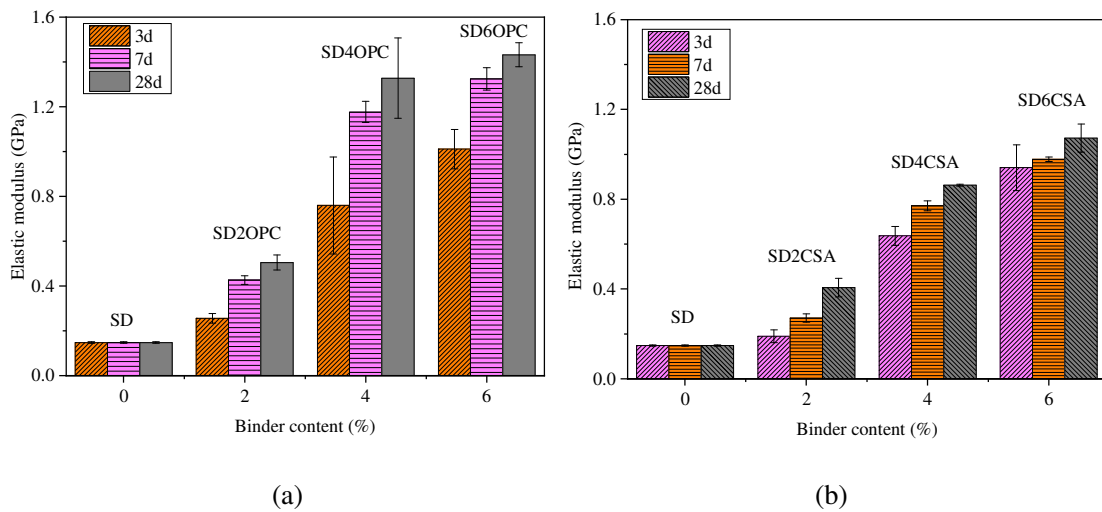 1.6
1.2
0.8
0.4
0.0
Elastic modulus (GPa)
3d
7d
28d
SD
SD2OPC
SD4OPC
SD6OPC
0 2 4 6
Binder content (%)
(a)
1.6
1.2
0.8
0.4
0.0
Elastic modulus (GPa)
3d
7d
28d
SD
SD2CSA
SD4CSA
SD6CSA
0 2 4 6
Binder content (%)
(b)